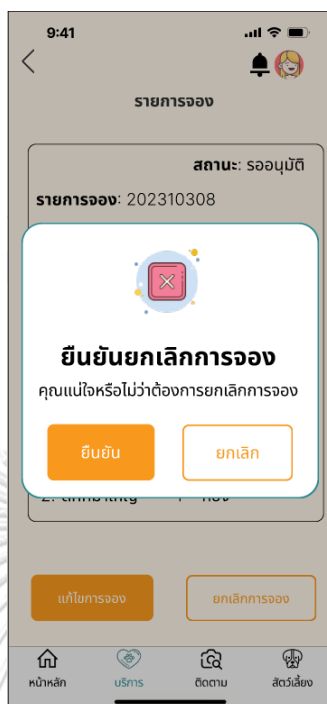 9:41
รายการจอง
สถานะ: รออนุมัติ
รายการจอง: 202310308
ยืนยันยกเลิกการจอง
คุณแน่ใจหรือไม่ว่าต้องการยกเลิกการจอง
ยืนยัน
ยกเลิก
แก้ไขการจอง
ยกเลิกการจอง
หน้าหลัก
บริการ
ติดตาม
สัตว์เลี้ยง